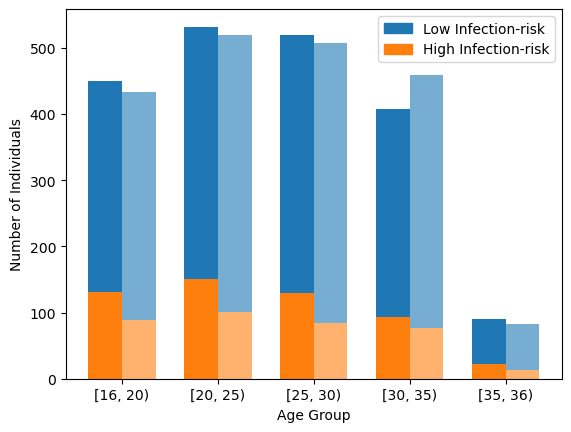 Low Infection-risk
High Infection-risk
500
400
300
200
100
0
Number of Individuals
[16, 20)
[20, 25)
[25, 30)
[30, 35)
[35, 36)
Age Group